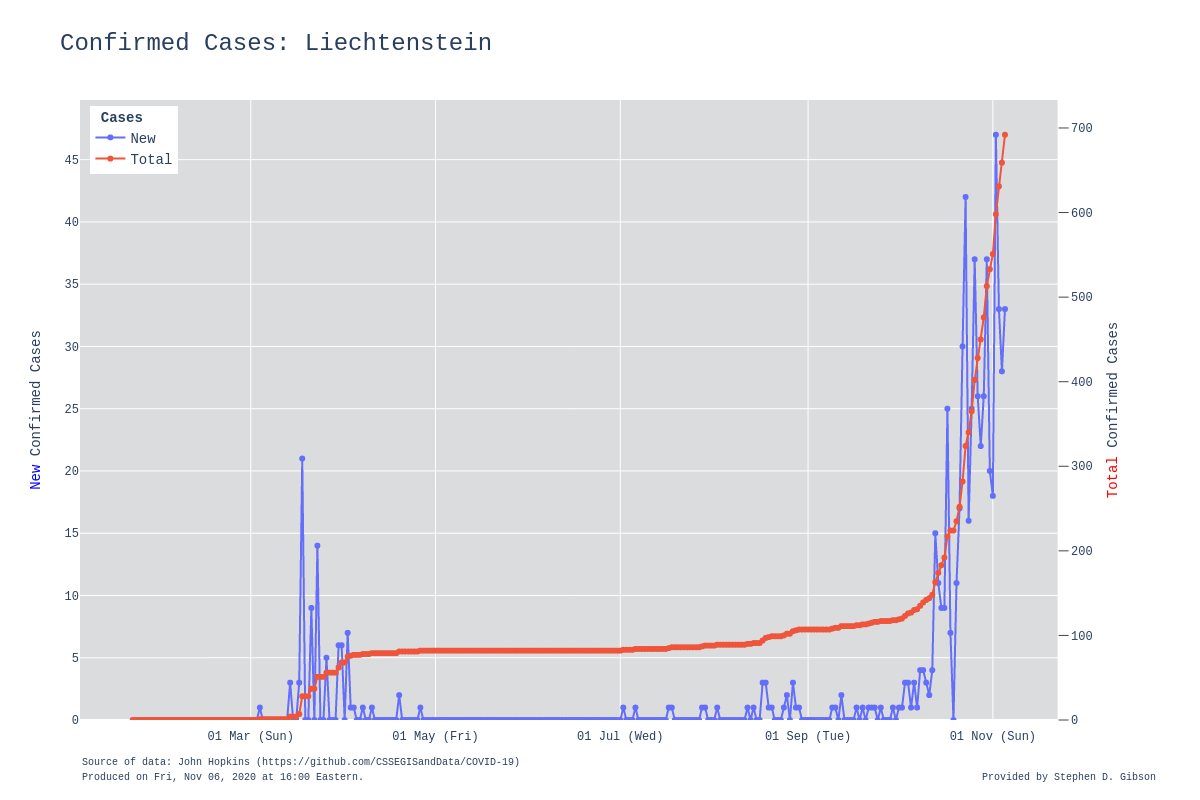 Confirmed Cases: Liechtenstein
Cases
New
Total
45
40
35
30
25
20
15
10
5
0
700
600
500
400
300
200
100
0
New Confirmed Cases
Total Confirmed Cases
01 Mar (Sun)
01 May (Fri)
01 Jul (Wed)
01 Sep (Tue)
01 Nov (Sun)
Source of data: John Hopkins (https://github.com/CSSEGISandData/COVID-19)
Produced on Fri, Nov 06, 2020 at 16:00 Eastern.
Provided by Stephen D. Gibson